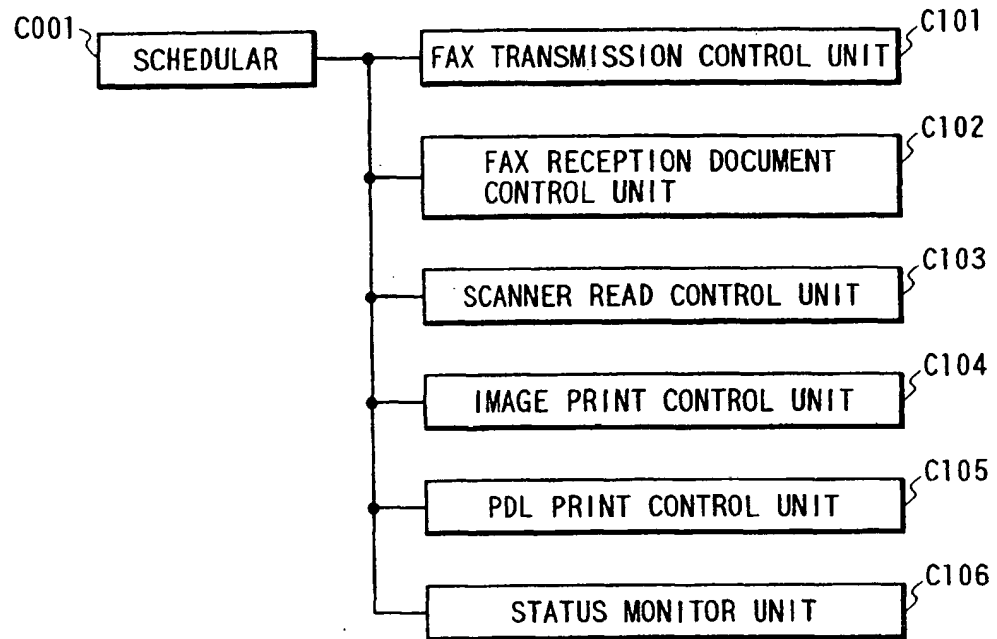 C001
SCHEDULAR
FAX TRANSMISSION CONTROL UNIT
C101
FAX RECEPTION DOCUMENT
CONTROL UNIT
C102
SCANNER READ CONTROL UNIT
C103
IMAGE PRINT CONTROL UNIT
C104
PDL PRINT CONTROL UNIT
C105
STATUS MONITOR UNIT
C106